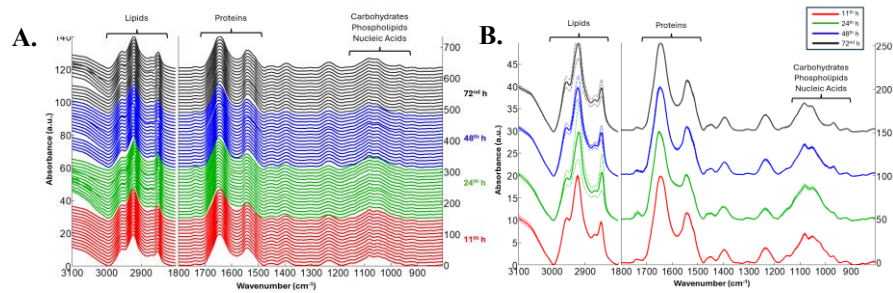 A.
Lipids
Proteins
Carbohydrates
Phospholipids
Nucleic Acids
140
120
100
80
60
40
20
0
Absorbance (a.u.)
700
600
500
400
300
200
100
0
72nd h
48th h
24th h
11th h
3100 3000 2900 1800 1700 1600 1500 1400 1300 1200 1100 1000 900
Wavenumber (cm-1)
B.
11th h
24th h
48th h
72nd h
Lipids
Proteins
Carbohydrates
Phospholipids
Nucleic Acids
45
40
35
30
25
20
15
10
5
0
Absorbance (a.u.)
250
200
150
100
50
0
3100 3000 2900 1800 1700 1600 1500 1400 1300 1200 1100 1000 900
Wavenumber (cm-1)